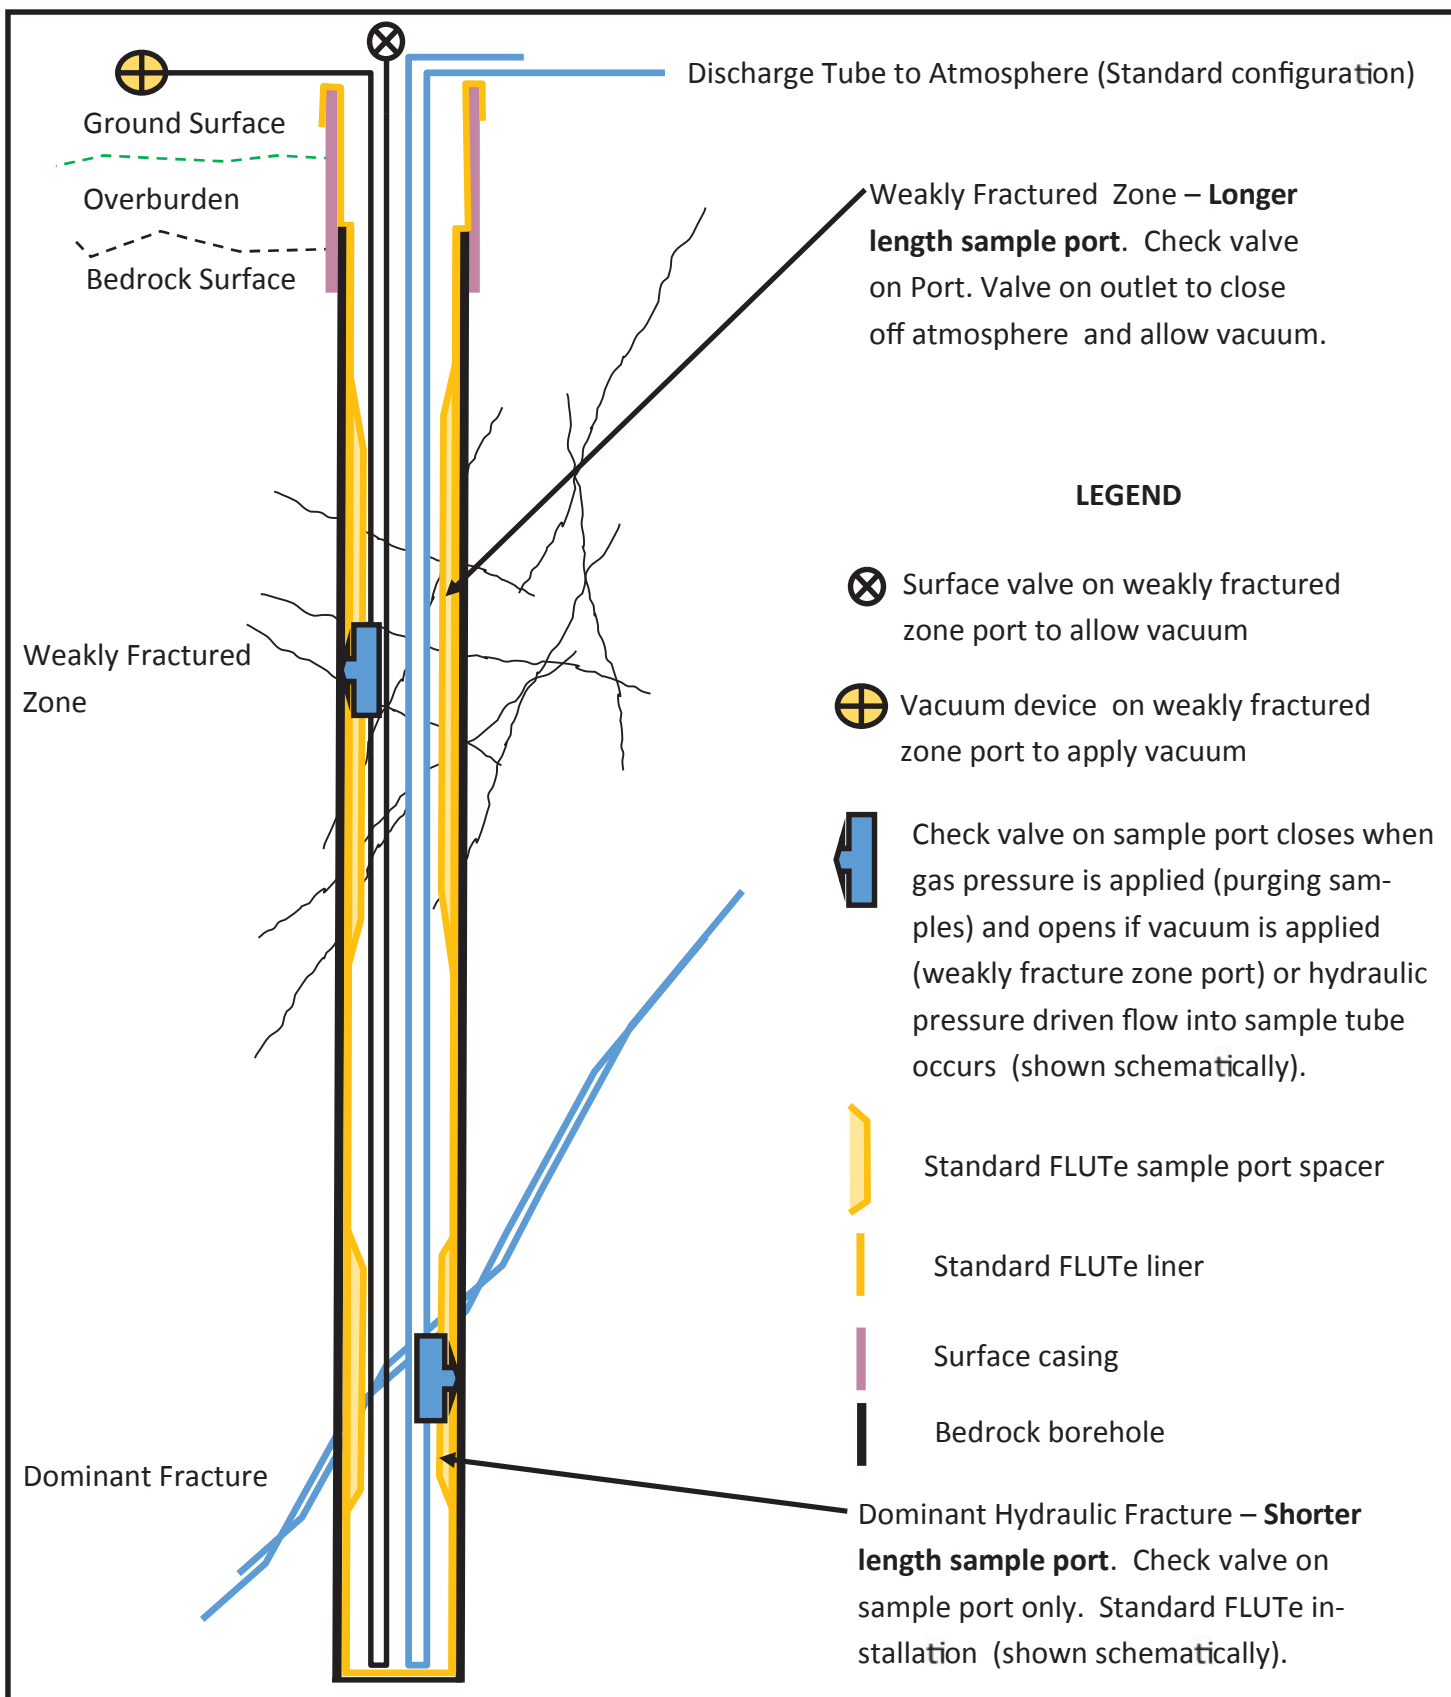 Discharge Tube to Atmosphere (Standard configuration)
Ground Surface
Overburden
Bedrock Surface
Weakly Fractured Zone – Longer
length sample port. Check valve
on Port. Valve on outlet to close
off atmosphere and allow vacuum.
Weakly Fractured
Zone
Dominant Fracture
LEGEND
Surface valve on weakly fractured
zone port to allow vacuum
Vacuum device on weakly fractured
zone port to apply vacuum
Check valve on sample port closes when
gas pressure is applied (purging sam-
ples) and opens if vacuum is applied
(weakly fracture zone port) or hydraulic
pressure driven flow into sample tube
occurs (shown schematically).
Standard FLUTe sample port spacer
Standard FLUTe liner
Surface casing
Bedrock borehole
Dominant Hydraulic Fracture – Shorter
length sample port. Check valve on
sample port only. Standard FLUTe in-
stallation (shown schematically).